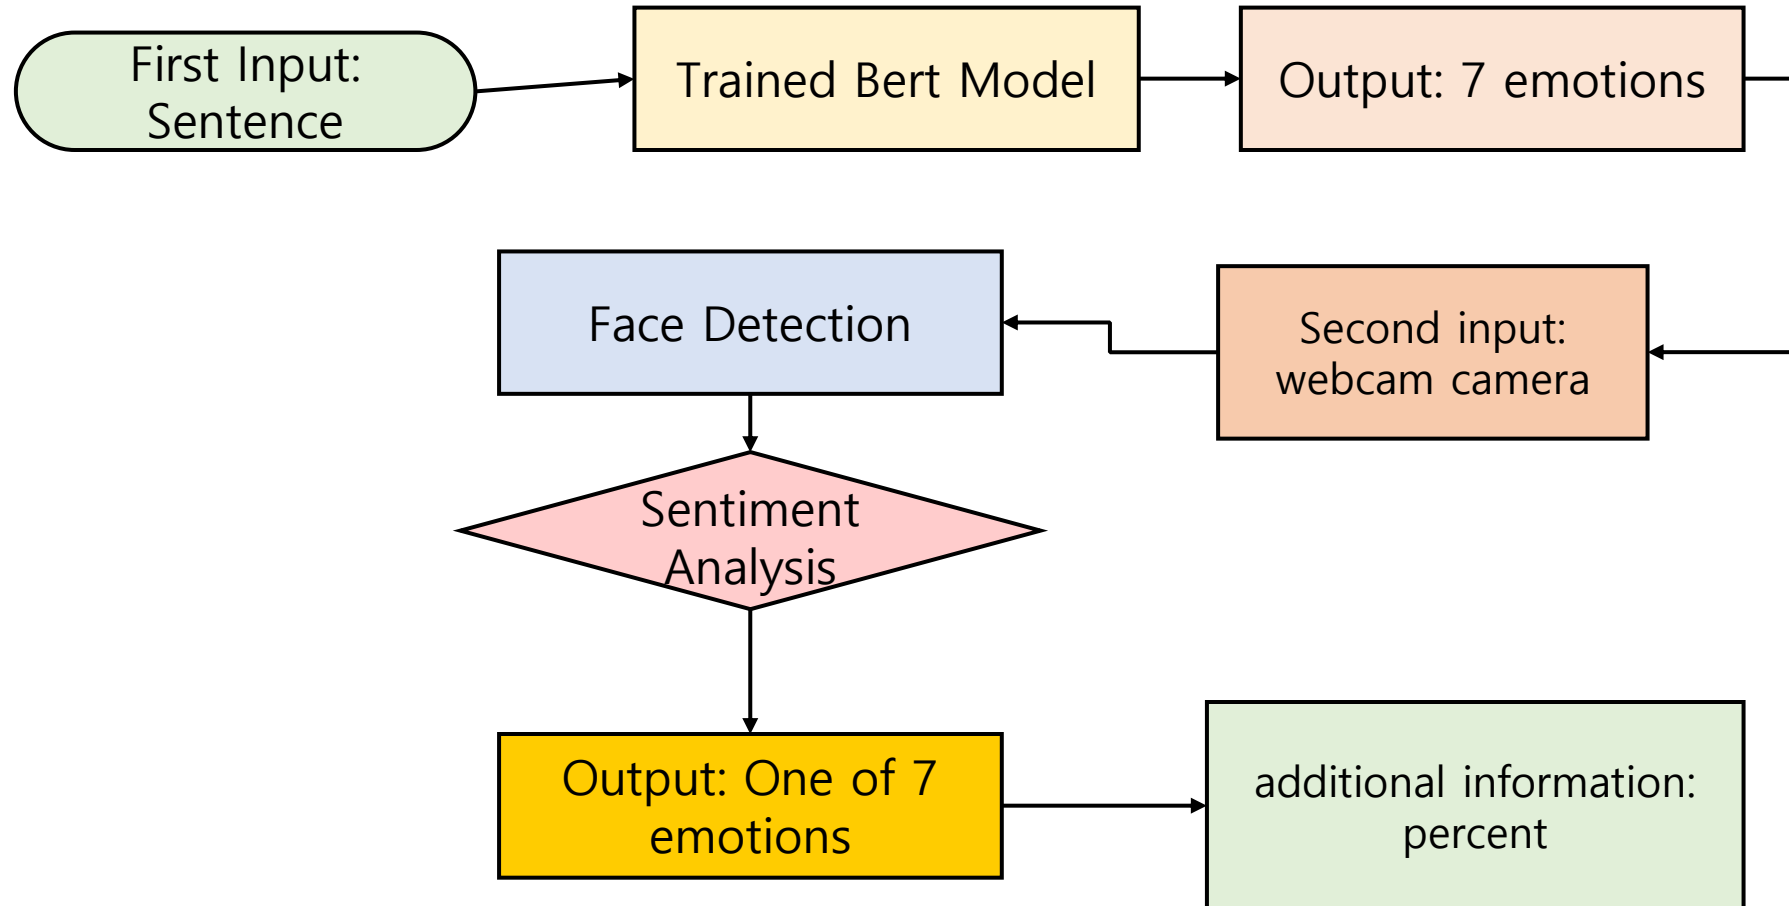 First Input:
Sentence
Trained Bert Model
Output: 7 emotions
Second input:
webcam camera
Face Detection
Sentiment
Analysis
Output: One of 7
emotions
additional information:
percent